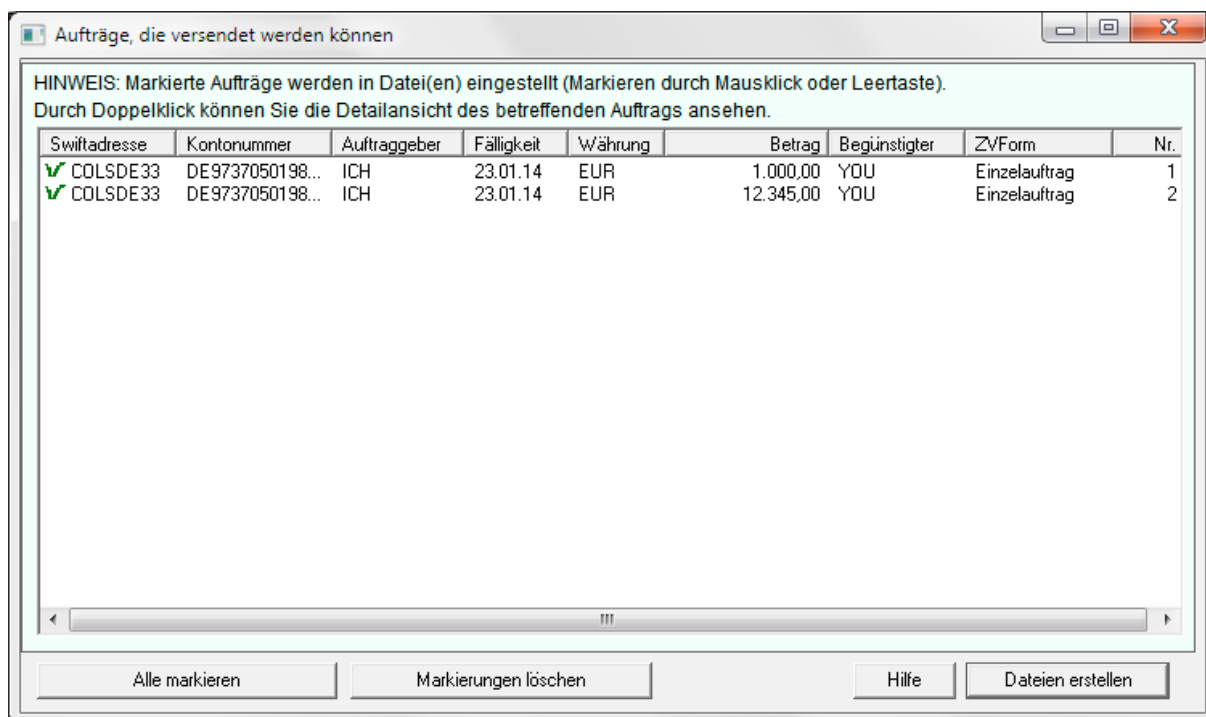 Aufträge, die versendet werden können
HINWEIS: Markierte Aufträge werden in Datei(en) eingestellt (Markieren durch Mausklick oder Leertaste).
Durch Doppelklick können Sie die Detailansicht des betreffenden Auftrags ansehen.
Swiftadresse Kontonummer Auftraggeber Fälligkeit Währung Betrag Begünstigter ZVForm Nr.
COLSDE33 DE9737050198... ICH 23.01.14 EUR 1.000,00 YOU Einzelauftrag 1
COLSDE33 DE9737050198... ICH 23.01.14 EUR 12.345,00 YOU Einzelauftrag 2
Alle markieren Markierungen löschen Hilfe Dateien erstellen